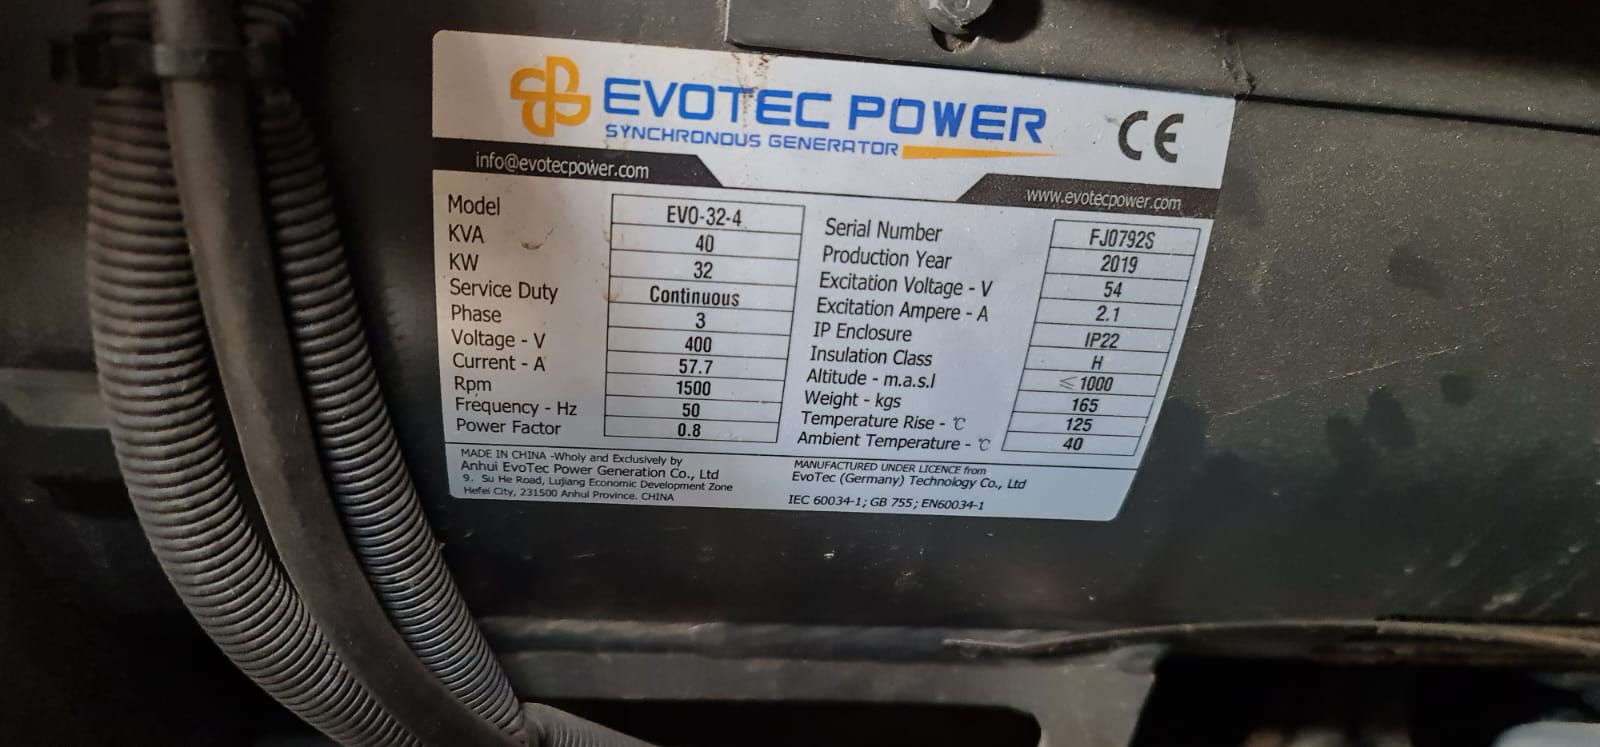 EVOTEC POWER
SYNCHRONOUS GENERATOR
CE
info@evotecpower.com
www.evotecpower.com
Model EVO-32-4
KVA 40
KW 32
Service Duty Continuous
Phase 3
Voltage - V 400
Current - A 57.7
Rpm 1500
Frequency - Hz 50
Power Factor 0.8
Serial Number FJ0792S
Production Year 2019
Excitation Voltage - V 54
Excitation Ampere - A 2.1
IP Enclosure IP22
Insulation Class H
Altitude - m.a.s.l ⩽1000
Weight - kgs 165
Temperature Rise - ℃ 125
Ambient Temperature - ℃ 40
MADE IN CHINA -Wholly and Exclusively by
Anhui EvoTec Power Generation Co., Ltd
9. Su He Road, Lujiang Economic Development Zone
Hefei City, 231500 Anhui Province. CHINA
MANUFACTURED UNDER LICENCE from
EvoTec (Germany) Technology Co., Ltd
IEC 60034-1; GB 755; EN60034-1